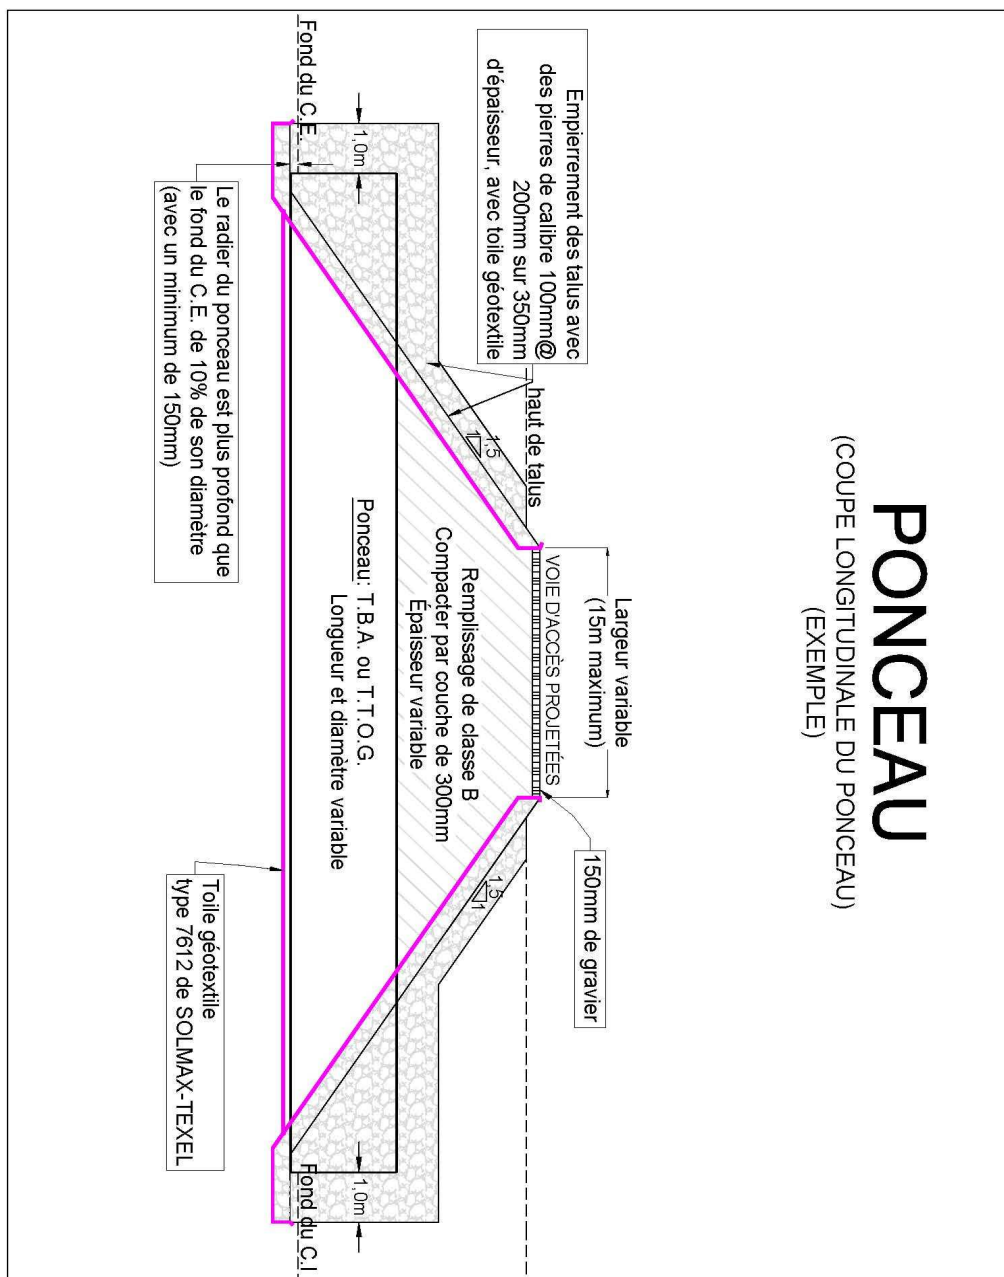 PONCEAU
(COUPE LONGITUDINALE DU PONCEAU)
(EXEMPLE)
Largeur variable
(15m maximum)
150mm de gravier
Empierrement des talus avec
des pierres de calibre 100mm@
200mm sur 350mm
d'épaisseur, avec toile géotextile
haut de talus
VOIE D'ACCÈS PROJETÉES
1,5
1
1,5
1
Remplissage de classe B
Compacter par couche de 300mm
Épaisseur variable
1,0m
1,0m
Ponceau: T.B.A. ou T.T.O.G.
Longueur et diamètre variable
Fond du C.E.
Fond du C.I
Le radier du ponceau est plus profond que
le fond du C.E. de 10% de son diamètre
(avec un minimum de 150mm)
Toile géotextile
type 7612 de SOLMAX-TEXEL